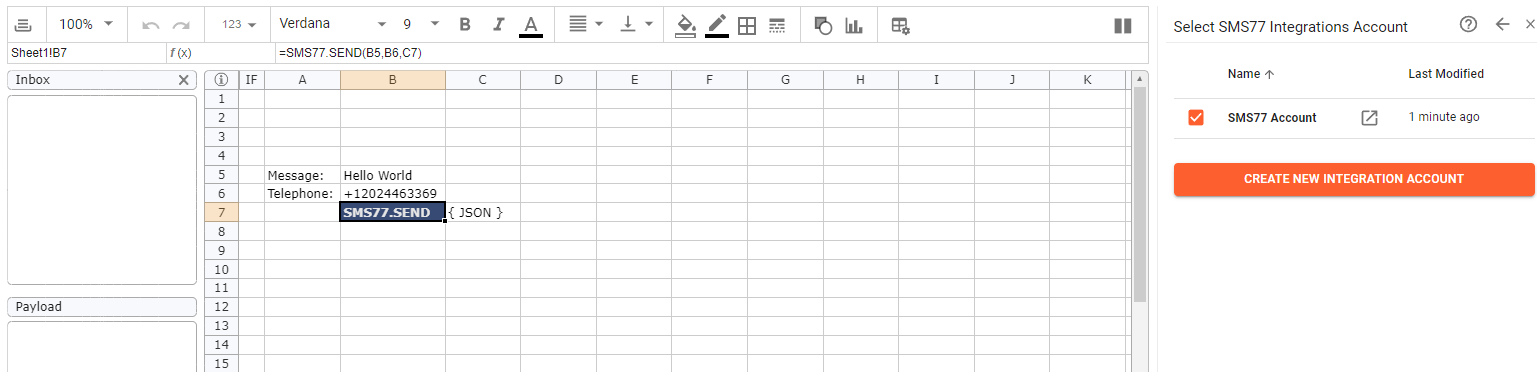 100% 123 Verdana 9 B I A
Select SMS77 Integrations Account
Sheet1!B7 f (x) =SMS77.SEND(B5,B6,C7)
Inbox
IF A B C D E F G H I J K
Name Last Modified
1
2
SMS77 Account 1 minute ago
3
4
5 Message: Hello World
CREATE NEW INTEGRATION ACCOUNT
6 Telephone: +12024463369
7 SMS77.SEND { JSON }
8
9
10
11
12
Payload
13
14
15